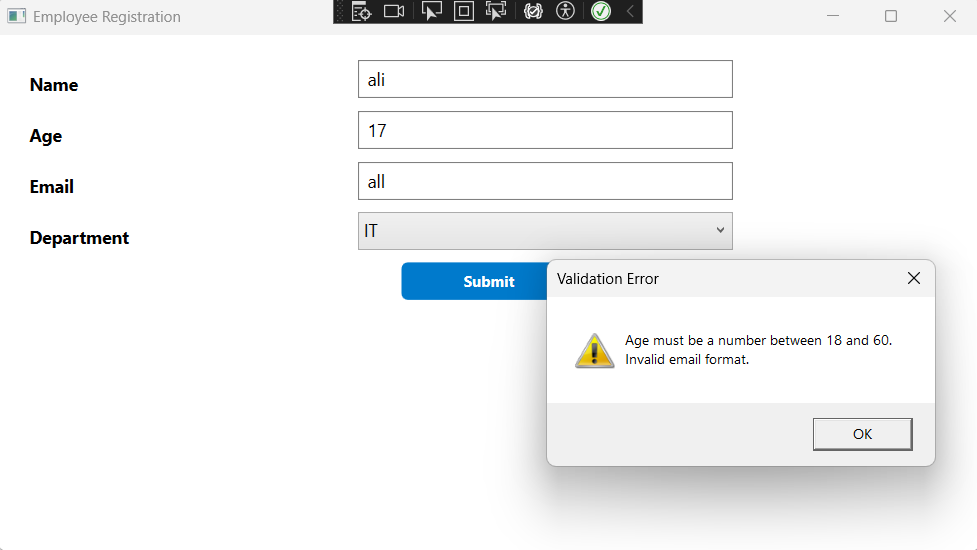 Employee Registration
Name
ali
Age
17
Email
all
Department
IT
Submit
Validation Error
Age must be a number between 18 and 60.
Invalid email format.
OK